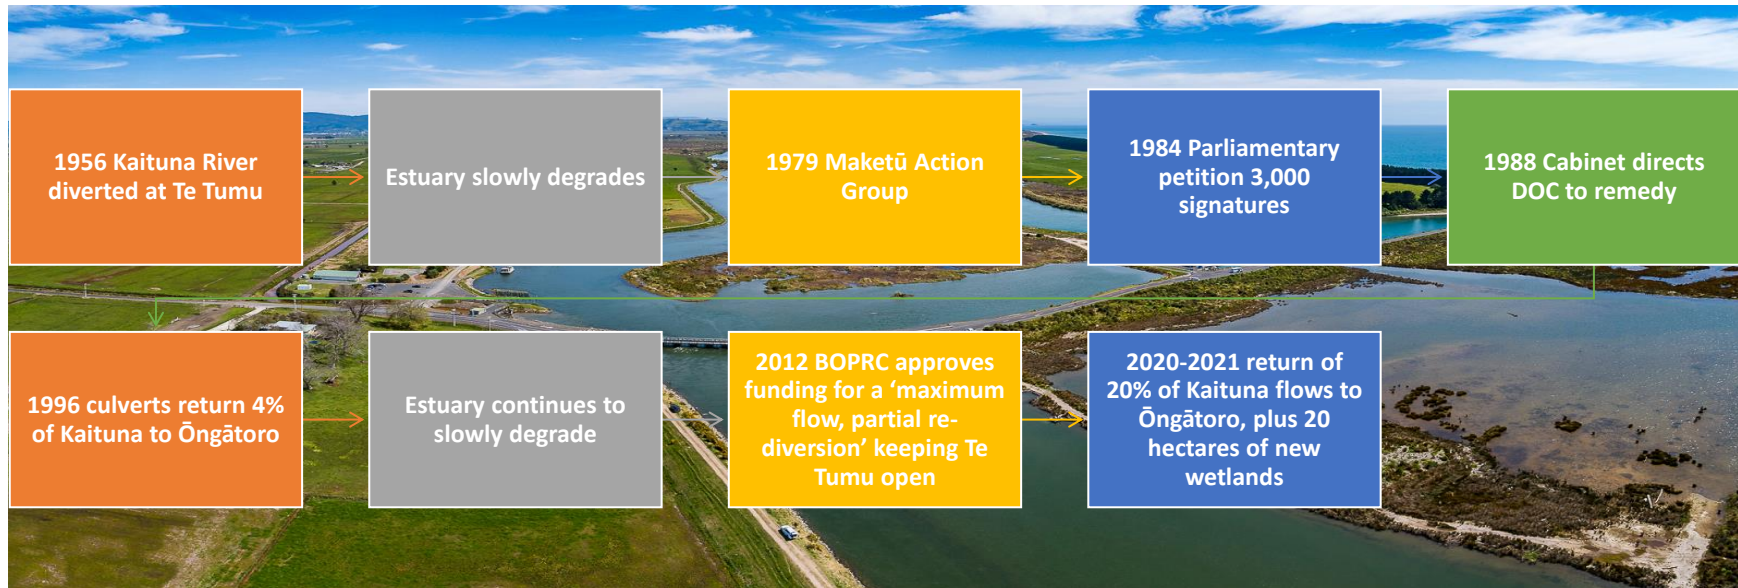 1956 Kaituna River
diverted at Te Tumu
Estuary slowly degrades
1979 Maketū Action
Group
1984 Parliamentary
petition 3,000
signatures
1988 Cabinet directs
DOC to remedy
1996 culverts return 4%
of Kaituna to Ōngātoro
Estuary continues to
slowly degrade
2012 BOPRC approves
funding for a ‘maximum
flow, partial re-
diversion’ keeping Te
Tumu open
2020-2021 return of
20% of Kaituna flows to
Ōngātoro, plus 20
hectares of new
wetlands